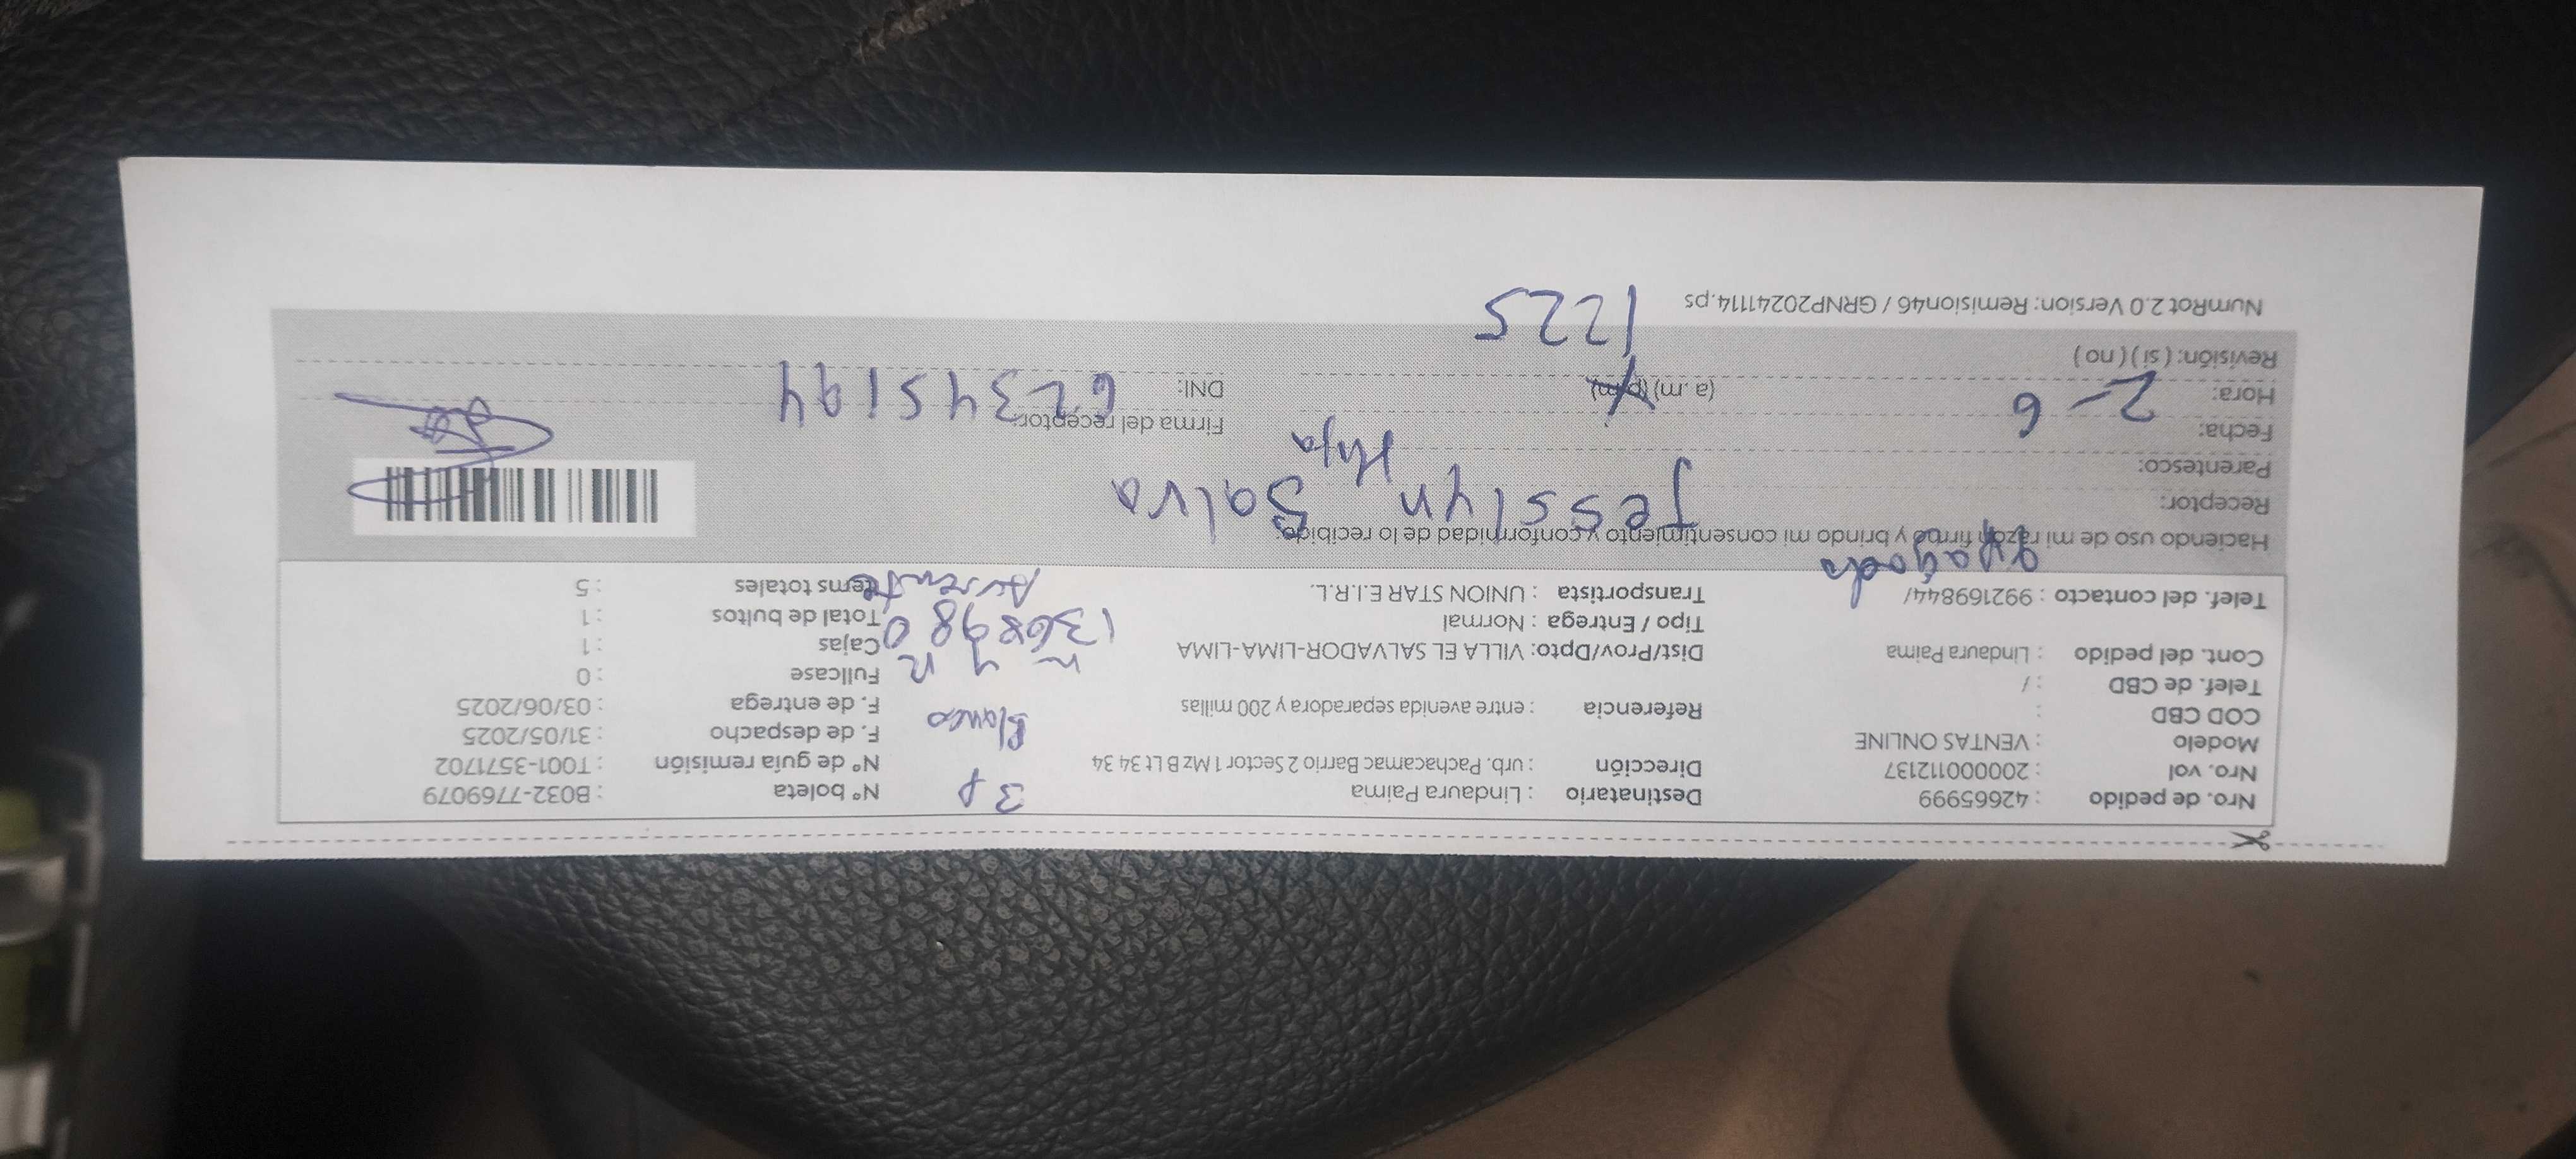 Nro. de pedido : 42665999
Nro. vol : 20000112137
Modelo : VENTAS ONLINE
COD CBD :
Telef. de CBD : /
Cont. del pedido : Lindaura Paima
Telef. del contacto : 992169844/
apagado
Destinatario : Lindaura Paima
Dirección : urb. Pachacamac Barrio 2 Sector 1 Mz B Lt 34 34
Referencia : entre avenida separadora y 200 millas
Dist/Prov/Dpto: VILLA EL SALVADOR-LIMA-LIMA
Tipo / Entrega : Normal
Transportista : UNION STAR E.I.R.L.
3 P
Blanco
1368980
Ausente
N° boleta : B032-7769079
N° de guía remisión : T001-3571702
F. de despacho : 31/05/2025
F. de entrega : 03/06/2025
Fullcase : 0
Cajas : 1
Total de bultos : 1
Items totales : 5
Haciendo uso de mi razón firmo y brindo mi consentimiento y conformidad de lo recibido:
Receptor: Jesslyn Salva
Parentesco: Hija
Fecha: 2-6
Hora: (a .m) (p.m)
Revisión: ( si ) ( no )
1225
Firma del receptor:
DNI: 62345194
NumRot 2.0 Version: Remision46 / GRNP20241114.ps